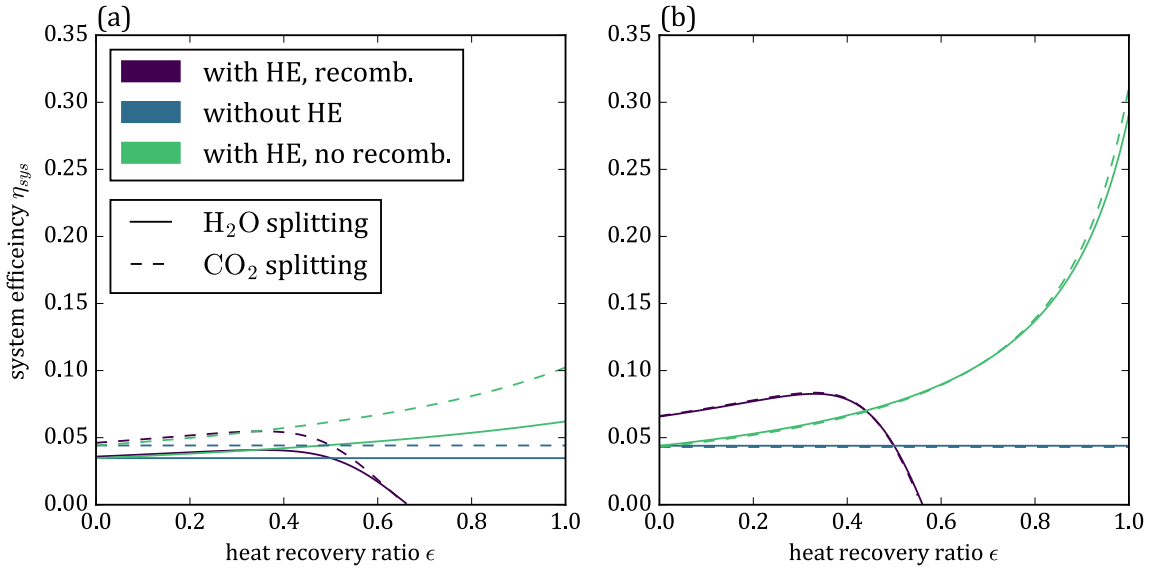 (a)
0.35
0.30
0.25
0.20
0.15
0.10
0.05
0.00
system efficeincy η_sys
with HE, recomb.
without HE
with HE, no recomb.
H₂O splitting
CO₂ splitting
0.0 0.2 0.4 0.6 0.8 1.0
heat recovery ratio ϵ
(b)
0.35
0.30
0.25
0.20
0.15
0.10
0.05
0.00
0.0 0.2 0.4 0.6 0.8 1.0
heat recovery ratio ϵ